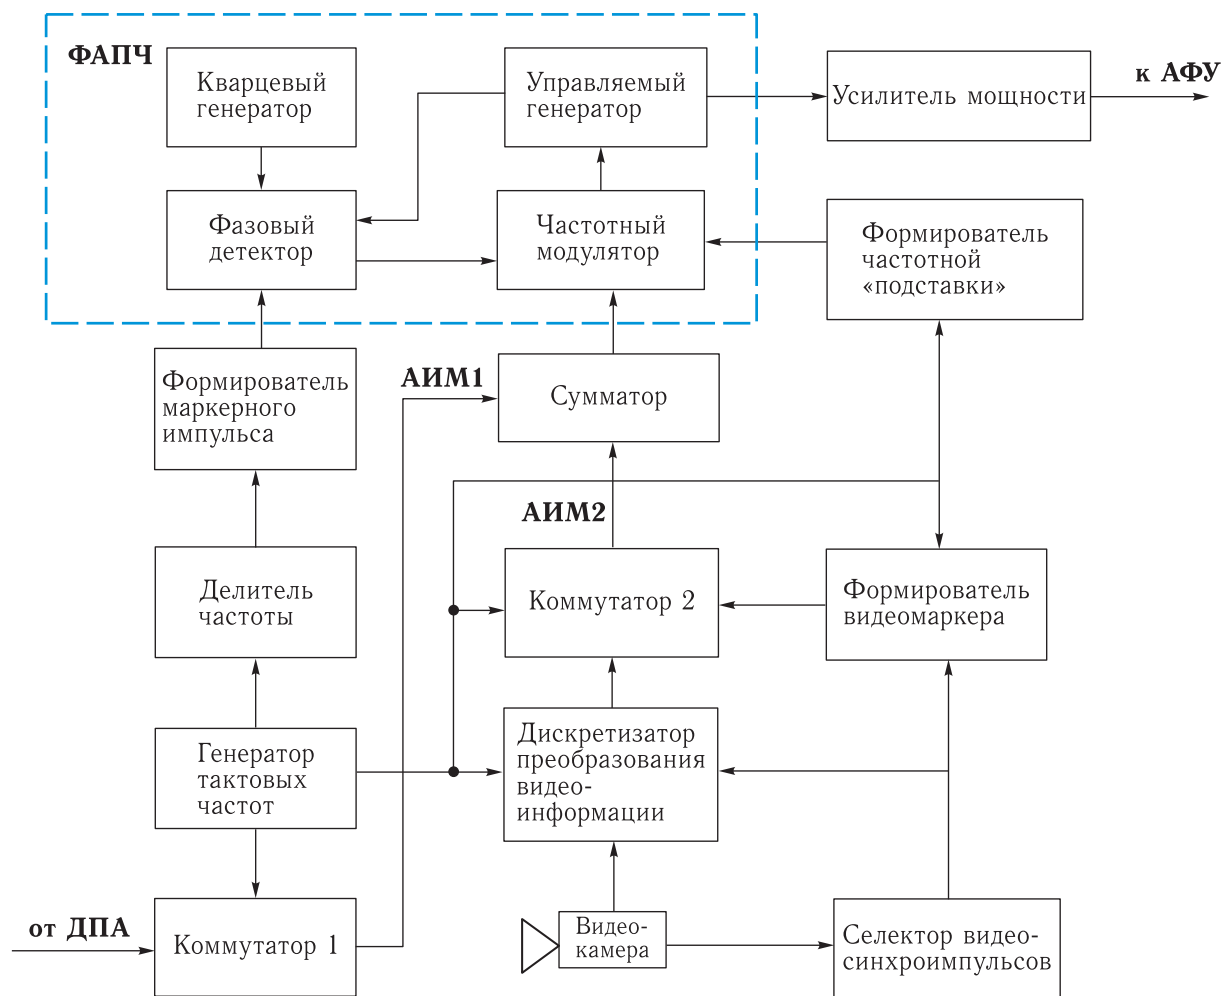 ФАПЧ
Кварцевый
генератор
Управляемый
генератор
Усилитель мощности
к АФУ
Фазовый
детектор
Частотный
модулятор
Формирователь
частотной
«подставки»
Формирователь
маркерного
импульса
АИМ1
Сумматор
АИМ2
Делитель
частоты
Коммутатор 2
Формирователь
видеомаркера
Генератор
тактовых
частот
Дискретизатор
преобразования
видео-
информации
от ДПА
Коммутатор 1
Видео-
камера
Селектор видео-
синхроимпульсов